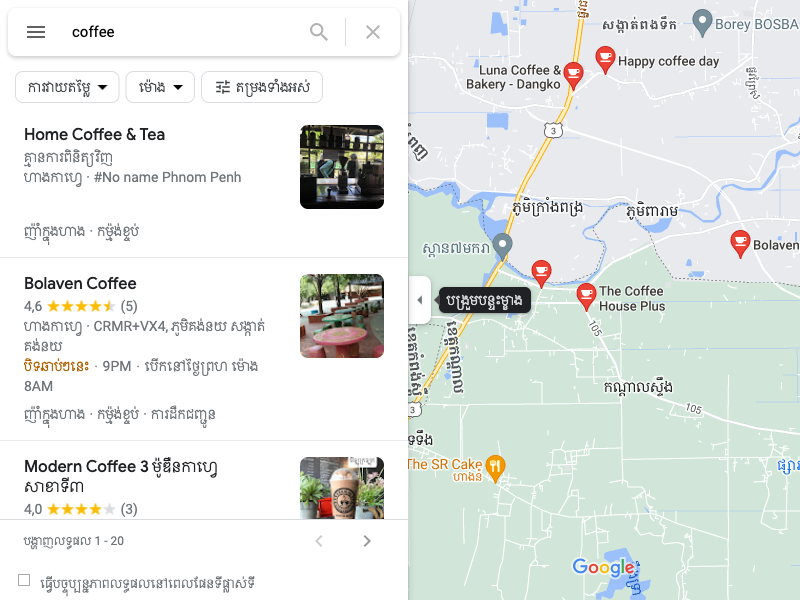 coffee
ការវាយតម្លៃ
ម៉ោង
តម្រងទាំងអស់
Home Coffee & Tea
គ្មានការពិនិត្យវិញ
ហាងកាហ្វេ · #No name Phnom Penh
ញ៉ាំក្នុងហាង · កម្ម៉ង់ខ្ចប់
Bolaven Coffee
4,6 (5)
ហាងកាហ្វេ · CRMR+VX4, ភូមិគង់នយ សង្កាត់
គង់នយ
បិទឆាប់ៗនេះ · 9PM · បើកនៅថ្ងៃព្រហ ម៉ោង
8AM
ញ៉ាំក្នុងហាង · កម្ម៉ង់ខ្ចប់ · ការដឹកជញ្ជូន
Modern Coffee 3 ម៉ូឌឺនកាហ្វេ
សាខាទី៣
4,0 (3)
បង្ហាញលទ្ធផល 1 - 20
ធ្វើបច្ចុប្បន្នភាពលទ្ធផលនៅពេលផែនទីផ្លាស់ទី
សង្កាត់ពងទឹក
Borey BOSBA
Happy coffee day
Luna Coffee &
Bakery - Dangko
3
ភូមិក្រាំងពង្រ
ភូមិពារាម
ស្ពាន៧មករា
Bolaven
បង្រួមបន្ទះម្ខាង
The Coffee
House Plus
105
ខេត្តកណ្ដាល
កណ្ដាលស្ទឹង
105
3
The SR Cake
ហាងនំ
Google